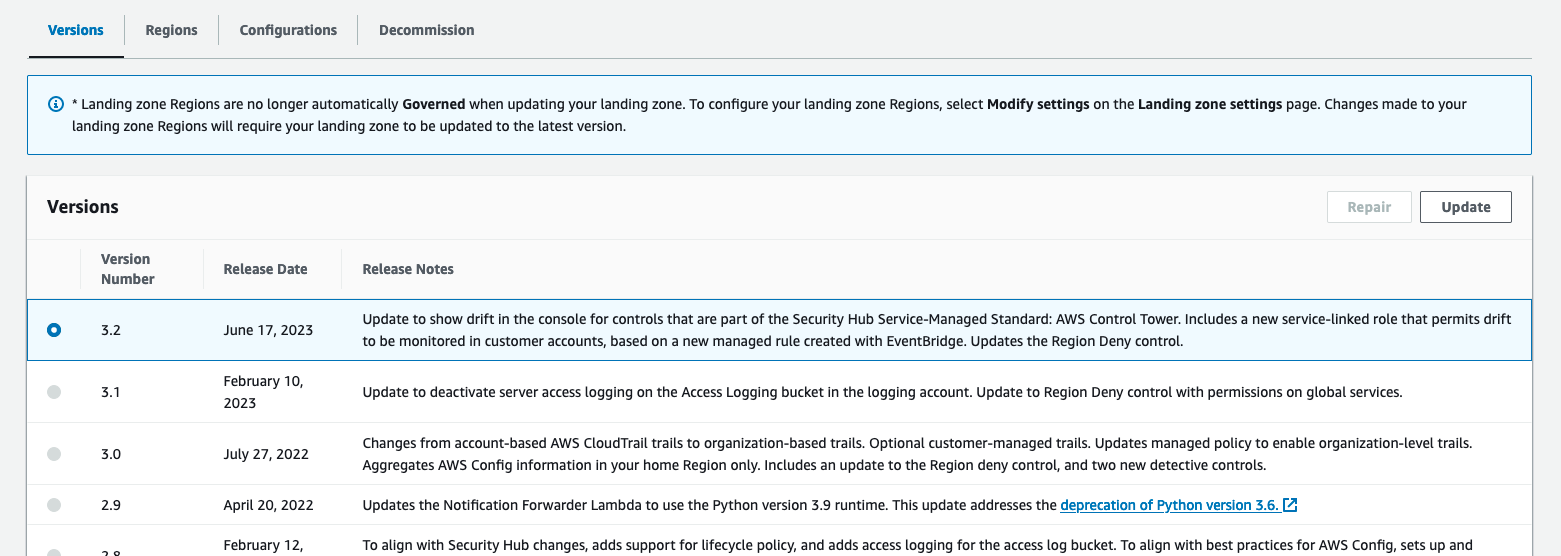 Versions
Regions
Configurations
Decommission
* Landing zone Regions are no longer automatically Governed when updating your landing zone. To configure your landing zone Regions, select Modify settings on the Landing zone settings page. Changes made to your
landing zone Regions will require your landing zone to be updated to the latest version.
Versions
Repair
Update
Version
Number
Release Date
Release Notes
3.2
June 17, 2023
Update to show drift in the console for controls that are part of the Security Hub Service-Managed Standard: AWS Control Tower. Includes a new service-linked role that permits drift
to be monitored in customer accounts, based on a new managed rule created with EventBridge. Updates the Region Deny control.
3.1
February 10,
2023
Update to deactivate server access logging on the Access Logging bucket in the logging account. Update to Region Deny control with permissions on global services.
3.0
July 27, 2022
Changes from account-based AWS CloudTrail trails to organization-based trails. Optional customer-managed trails. Updates managed policy to enable organization-level trails.
Aggregates AWS Config information in your home Region only. Includes an update to the Region deny control, and two new detective controls.
2.9
April 20, 2022
Updates the Notification Forwarder Lambda to use the Python version 3.9 runtime. This update addresses the deprecation of Python version 3.6.
2.8
February 12,
To align with Security Hub changes, adds support for lifecycle policy, and adds access logging for the access log bucket. To align with best practices for AWS Config, sets up and